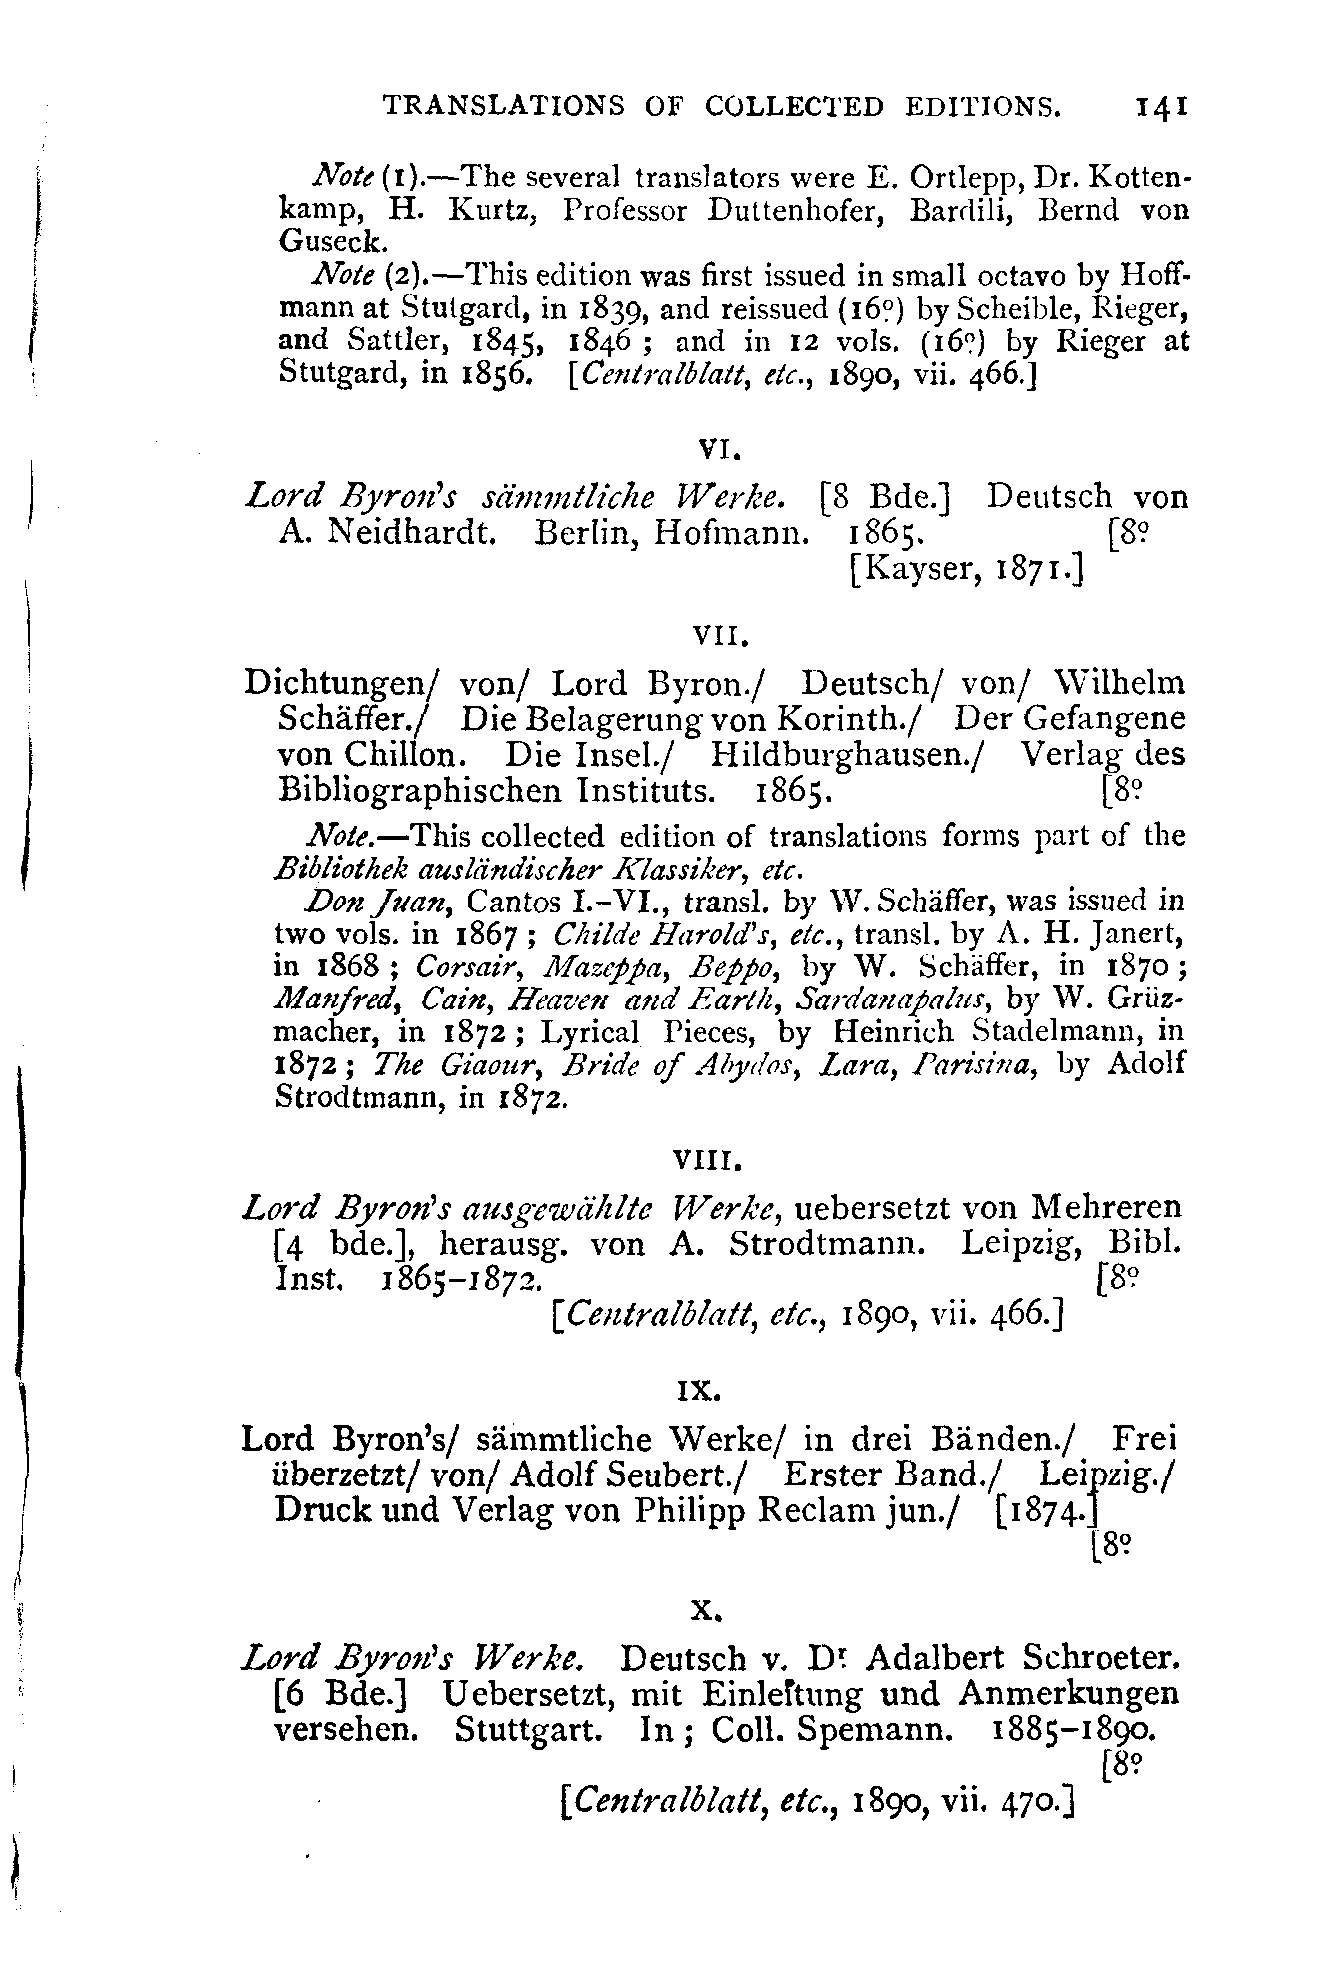 TRANSLATIONS OF COLLECTED EDITIONS. 141
Note (1).—The several translators were E. Ortlepp, Dr. Kotten-
kamp, H. Kurtz, Professor Duttenhofer, Bardili, Bernd von
Guseck.
Note (2).—This edition was first issued in small octavo by Hoff-
mann at Stutgard, in 1839, and reissued (16º) by Scheible, Rieger,
and Sattler, 1845, 1846 ; and in 12 vols. (16º) by Rieger at
Stutgard, in 1856. [Centralblatt, etc., 1890, vii. 466.]
VI.
Lord Byron's sämmtliche Werke. [8 Bde.] Deutsch von
A. Neidhardt. Berlin, Hofmann. 1865. [8º
[Kayser, 1871.]
VII.
Dichtungen/ von/ Lord Byron./ Deutsch/ von/ Wilhelm
Schäffer./ Die Belagerung von Korinth./ Der Gefangene
von Chillon. Die Insel./ Hildburghausen./ Verlag des
Bibliographischen Instituts. 1865. [8º
Note.—This collected edition of translations forms part of the
Bibliothek ausländischer Klassiker, etc.
Don Juan, Cantos I.–VI., transl. by W. Schäffer, was issued in
two vols. in 1867 ; Childe Harold's, etc., transl. by A. H. Janert,
in 1868 ; Corsair, Mazeppa, Beppo, by W. Schäffer, in 1870 ;
Manfred, Cain, Heaven and Earth, Sardanapalus, by W. Grüz-
macher, in 1872 ; Lyrical Pieces, by Heinrich Stadelmann, in
1872 ; The Giaour, Bride of Abydos, Lara, Parisina, by Adolf
Strodtmann, in 1872.
VIII.
Lord Byron's ausgewählte Werke, uebersetzt von Mehreren
[4 bde.], herausg. von A. Strodtmann. Leipzig, Bibl.
Inst. 1865–1872. [8º
[Centralblatt, etc., 1890, vii. 466.]
IX.
Lord Byron's/ sämmtliche Werke/ in drei Bänden./ Frei
überzetzt/ von/ Adolf Seubert./ Erster Band./ Leipzig./
Druck und Verlag von Philipp Reclam jun./ [1874.]
[8º
X.
Lord Byron's Werke. Deutsch v. Dr. Adalbert Schroeter.
[6 Bde.] Uebersetzt, mit Einleitung und Anmerkungen
versehen. Stuttgart. In ; Coll. Spemann. 1885–1890.
[8º
[Centralblatt, etc., 1890, vii. 470.]